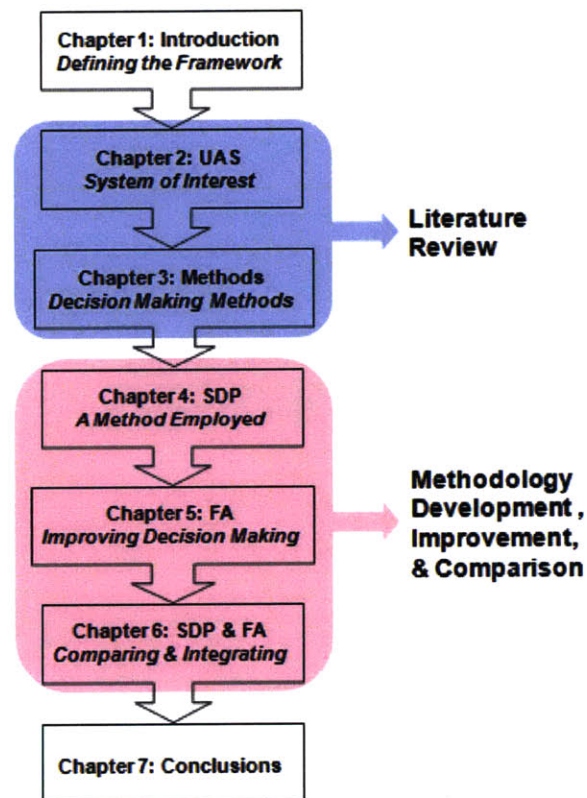 Chapter 1: Introduction
Defining the Framework
Chapter 2: UAS
System of Interest
Literature
Review
Chapter 3: Methods
Decision Making Methods
Chapter 4: SDP
A Method Employed
Methodology
Development,
Improvement,
& Comparison
Chapter 5: FA
Improving Decision Making
Chapter 6: SDP & FA
Comparing & Integrating
Chapter 7: Conclusions